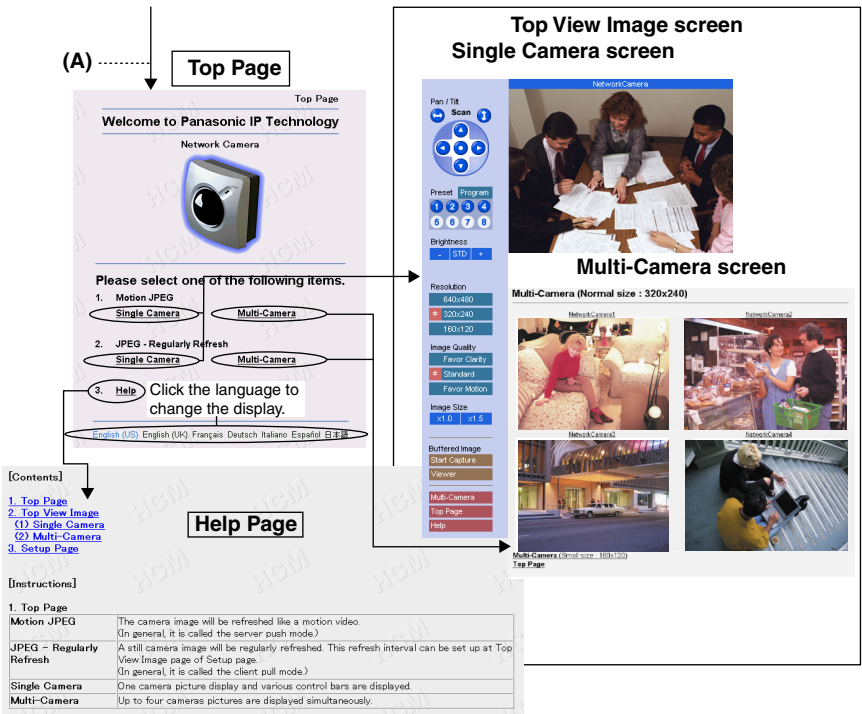 Top View Image screen
Single Camera screen
(A)
Top Page
Top Page
Welcome to Panasonic IP Technology
Network Camera
Please select one of the following items.
1. Motion JPEG
Single Camera Multi-Camera
2. JPEG - Regularly Refresh
Single Camera Multi-Camera
3. Help
Click the language to
change the display.
English (US) English (UK) Français Deutsch Italiano Español 日本語
NetworkCamera
Pan / Tilt
Scan
Preset Program
1 2 3 4
5 6 7 8
Brightness
- STD +
Resolution
640x480
* 320x240
160x120
Image Quality
Favor Clarity
* Standard
Favor Motion
Image Size
x1.0 x1.5
Buffered Image
Start Capture
Viewer
Multi-Camera
Top Page
Help
Multi-Camera screen
Multi-Camera (Normal size : 320x240)
NetworkCamera1 NetworkCamera2
NetworkCamera3 NetworkCamera4
Multi-Camera (Small size : 160x120)
Top Page
[Contents]
1. Top Page
2. Top View Image
(1) Single Camera
(2) Multi-Camera
3. Setup Page
Help Page
[Instructions]
1. Top Page
Motion JPEG The camera image will be refreshed like a motion video.
(In general, it is called the server push mode.)
JPEG - Regularly Refresh A still camera image will be regularly refreshed. This refresh interval can be set up at Top
View Image page of Setup page.
(In general, it is called the client pull mode.)
Single Camera One camera picture display and various control bars are displayed.
Multi-Camera Up to four cameras pictures are displayed simultaneously.
HCM